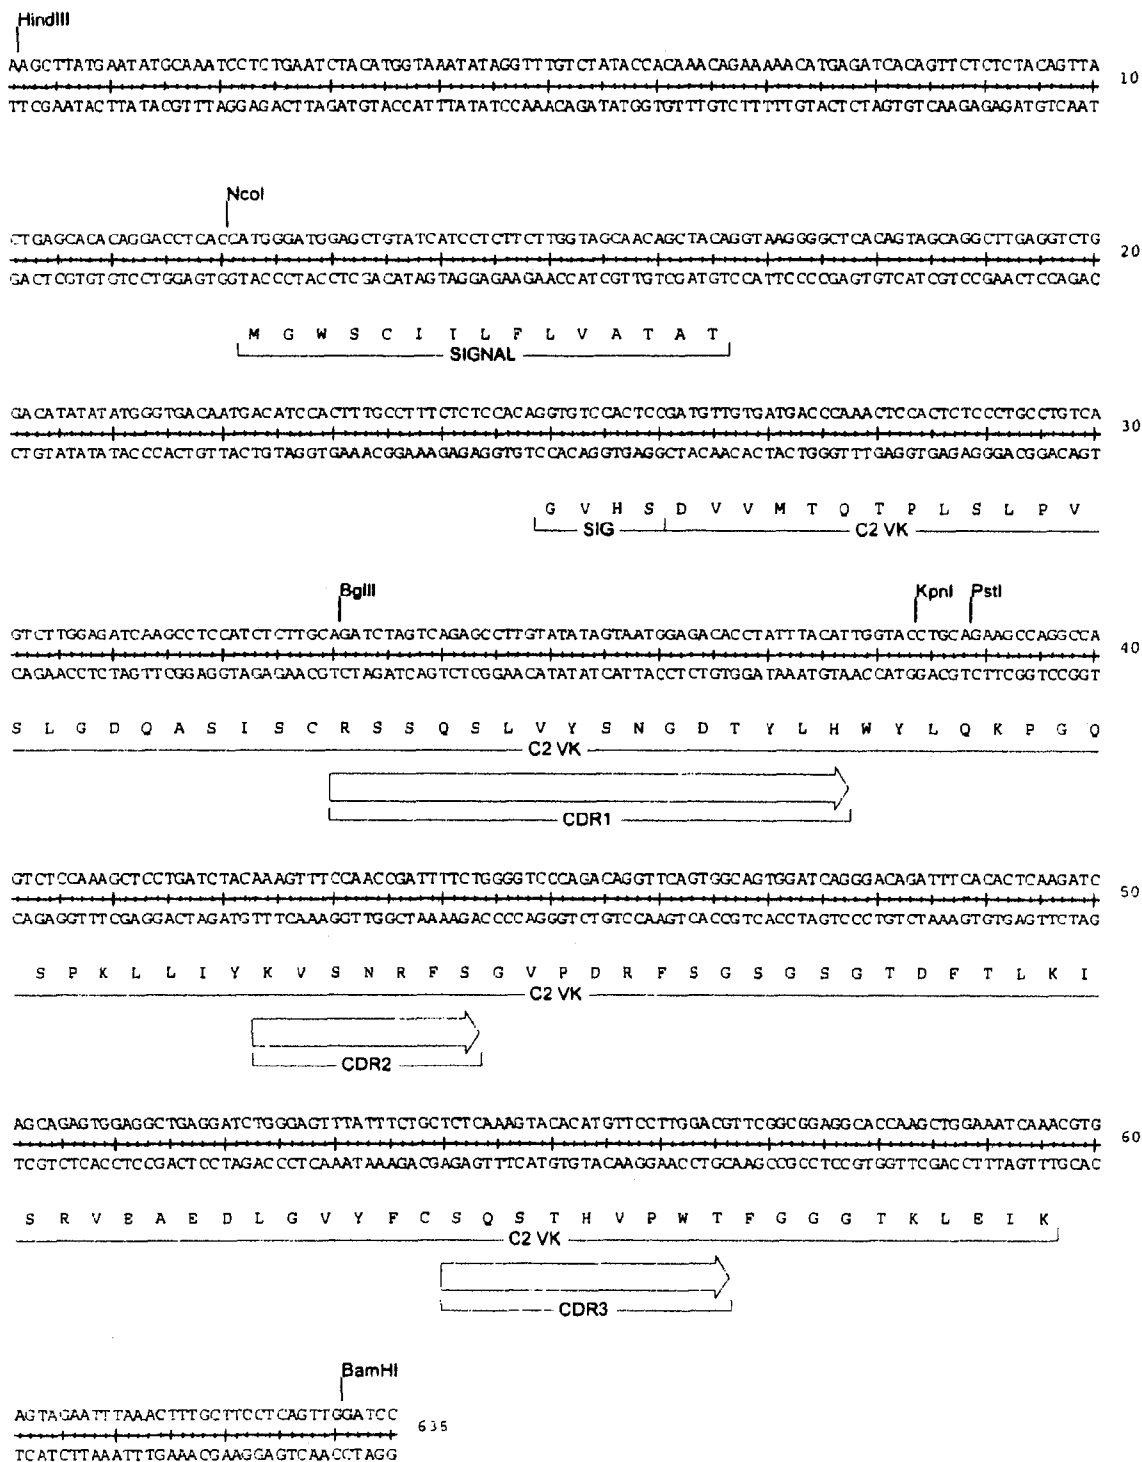 HindIII
AAGCTTATGAATATGCAAATCCTCTGAATCTACATGGTAAATATAGGTTTGTCTATACCACAAACAGAAAAACATGAGATCACAGTTCTCTCTACAGTTA
10
TTCGAATACTTATACGTTTAGGAGACTTAGATGTACCATTTATATCCAAACAGATATGGTGTTTGTCTTTTTGTACTCTAGTGTCAAGAGAGATGTCAAT
NcoI
CTGAGCACACAGGACCTCACCATGGGATGGAGCTGTATCATCCTCTTCTTGGTAGCAACAGCTACAGGTAAGGGGCTCACAGTAGCAGGCTTGAGGTCTG
20
GACTCGTGTGTCCTGGAGTGGTACCCTACCTCGACATAGTAGGAGAAGAACCATCGTTGTCGATGTCCATTCCCCGAGTGTCATCGTCCGAACTCCAGAC
M G W S C I I L F L V A T A T
SIGNAL
GACATATATATGGGTGACAATGACATCCACTTTGCCTTTCTCTCCACAGGTGTCCACTCCGATGTTGTGATGACCCAAACTCCACTCTCCCTGCCTGTCA
30
CTGTATATATACCCACTGTTACTGTAGGTGAAACGGAAAGAGAGGTGTCCACAGGTGAGGCTACAACACTACTGGGTTTGAGGTGAGAGGGACGGACAGT
G V H S D V V M T Q T P L S L P V
SIG C2 VK
BglII KpnI PstI
GTCTTGGAGATCAAGCCTCCATCTCTTGCAGATCTAGTCAGAGCCTTGTATATAGTAATGGAGACACCTATTTACATTGGTACCTGCAGAAGCCAGGCCA
40
CAGAACCTCTAGTTCGGAGGTAGAGAACGTCTAGATCAGTCTCGGAACATATATCATTACCTCTGTGGATAAATGTAACCATGGACGTCTTCGGTCCGGT
S L G D Q A S I S C R S S Q S L V Y S N G D T Y L H W Y L Q K P G Q
C2 VK
CDR1
GTCTCCAAAGCTCCTGATCTACAAAGTTTCCAACCGATTTTCTGGGGTCCCAGACAGGTTCAGTGGCAGTGGATCAGGGACAGATTTCACACTCAAGATC
50
CAGAGGTTTCGAGGACTAGATGTTTCAAAGGTTGGCTAAAAGACCCCAGGGTCTGTCCAAGTCACCGTCACCTAGTCCCTGTCTAAAGTGTGAGTTCTAG
S P K L L I Y K V S N R F S G V P D R F S G S G S G T D F T L K I
C2 VK
CDR2
AGCAGAGTGGAGGCTGAGGATCTGGGAGTTTATTTCTGCTCTCAAAGTACACATGTTCCTTGGACGTTCGGCGGAGGCACCAAGCTGGAAATCAAACGTG
60
TCGTCTCACCTCCGACTCCTAGACCCTCAAATAAAGACGAGAGTTTCATGTGTACAAGGAACCTGCAAGCCGCCTCCGTGGTTCGACCTTTAGTTTGCAC
S R V E A E D L G V Y F C S Q S T H V P W T F G G G T K L E I K
C2 VK
CDR3
BamHI
AGTAGAATTTAAACTTTGCTTCCTCAGTTGGATCC
635
TCATCTTAAATTTGAAACGAAGGAGTCAACCTAGG